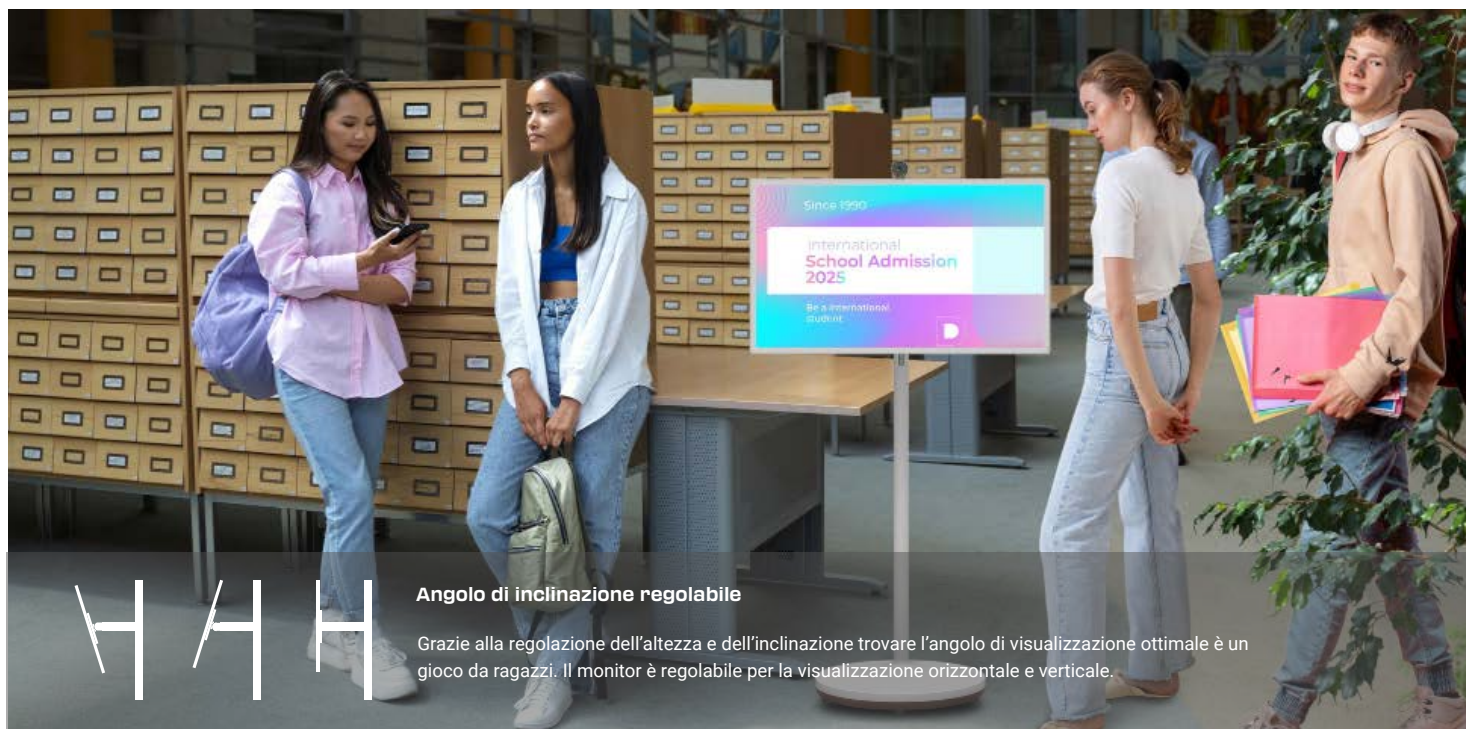 Since 1990
international
School Admission
2025
Be a international
student
D
Angolo di inclinazione regolabile
Grazie alla regolazione dell’altezza e dell’inclinazione trovare l’angolo di visualizzazione ottimale è un
gioco da ragazzi. Il monitor è regolabile per la visualizzazione orizzontale e verticale.